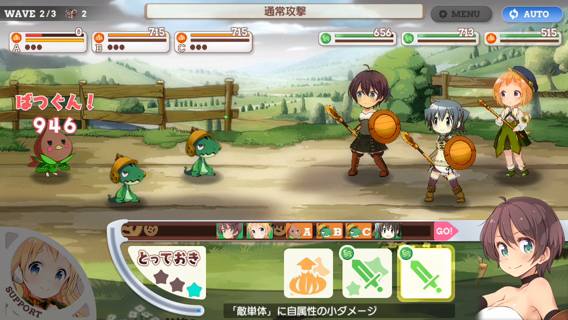 WAVE 2/3 2
通常攻撃
MENU
AUTO
A 0
B 715
C 715
656
713
515
ばつぐん!
946
A B C GO!
とっておき
SUPPORT
「敵単体」に自属性の小ダメージ